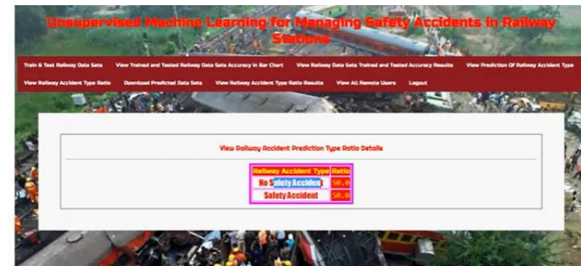 Unsupervised Machine Learning for Managing Safety Accidents in Railway
Stations
Train & Test Railway Data Sets View Trained and Tested Railway Data Sets Accuracy in Bar Chart View Railway Data Sets Trained and Tested Accuracy Results View Prediction Of Railway Accident Type
View Railway Accident Type Ratio Download Predicted Data Sets View Railway Accident Type Ratio Results View All Remote Users Logout
View Railway Accident Prediction Type Ratio Details
Railway Accident Type Ratio
No Safety Accident 50.0
Safety Accident 50.0